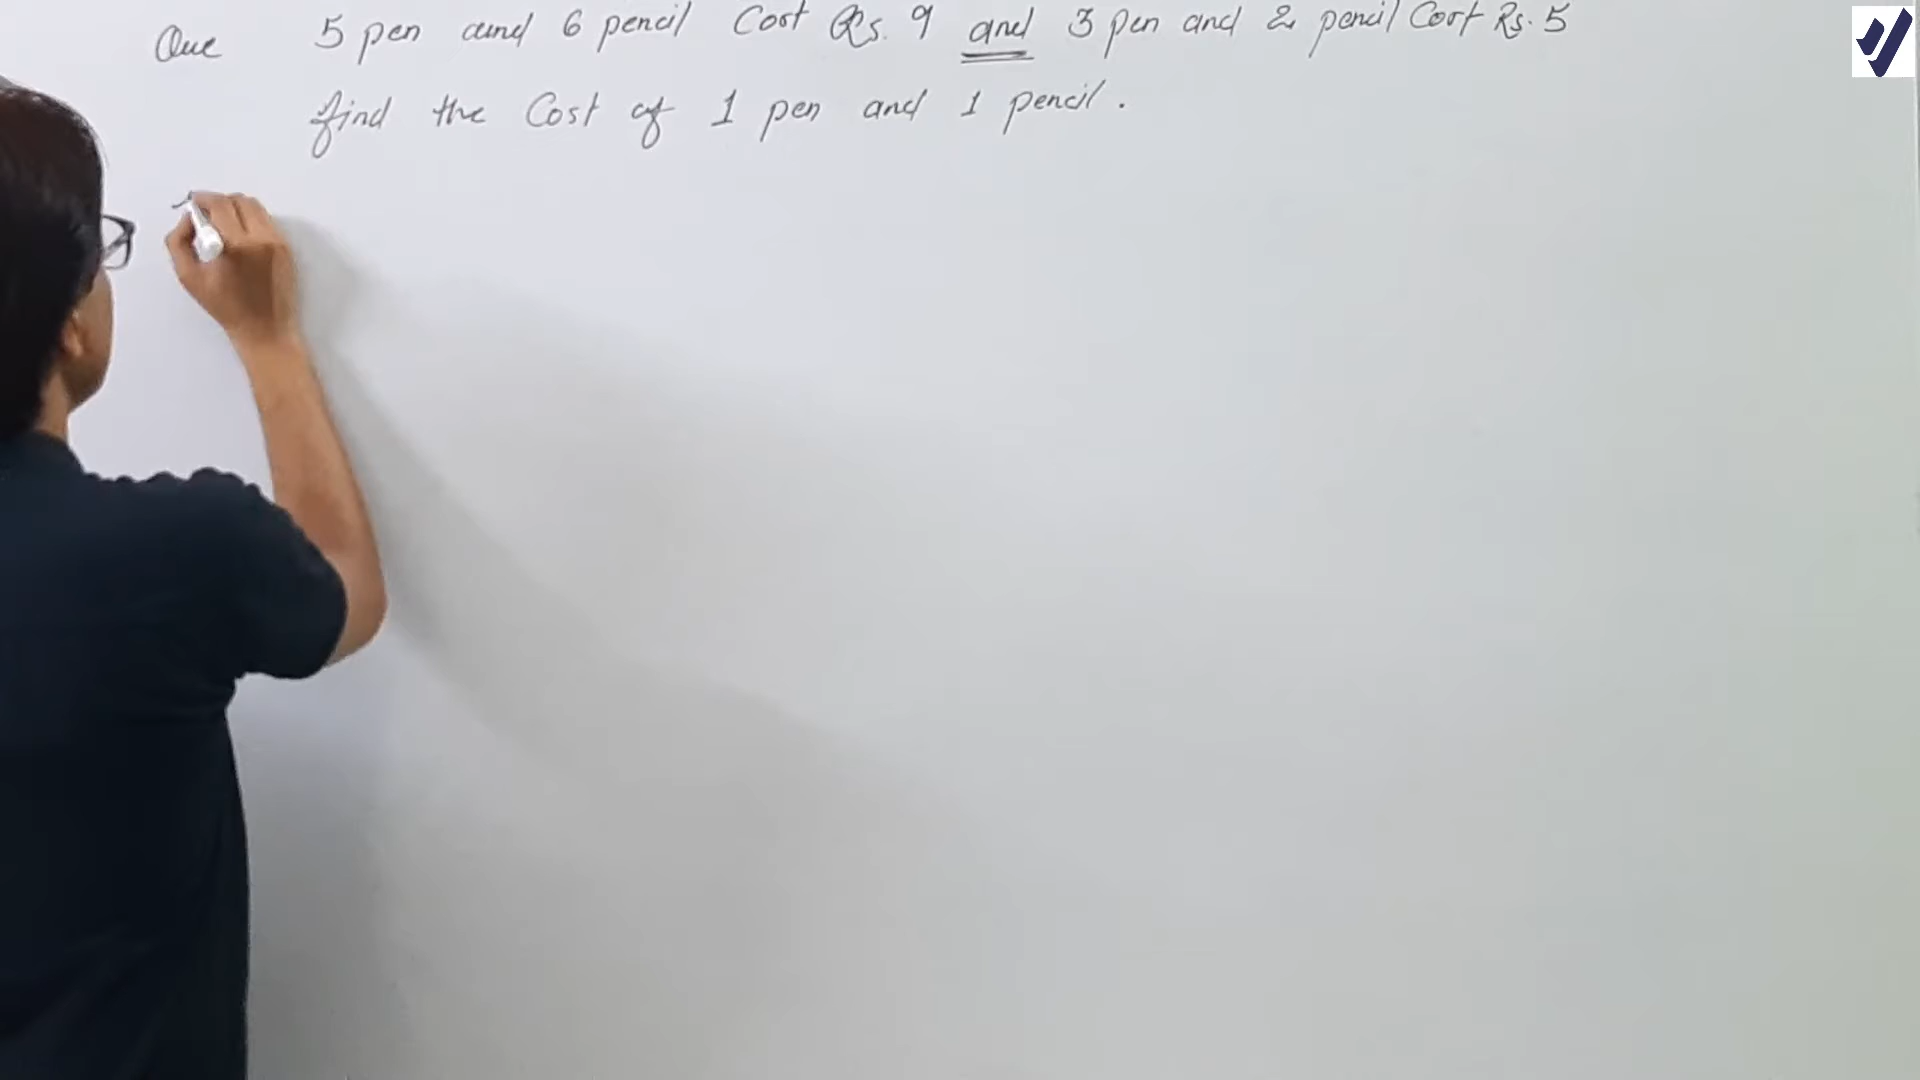 Que 5 pen and 6 pencil Cost Rs. 9 and 3 pen and 2 pencil Cost Rs. 5
find the Cost of 1 pen and 1 pencil.